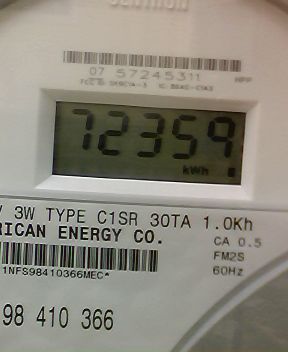 07 57245311
72359
kWh
V 3W TYPE C1SR 30TA 1.0Kh
RICAN ENERGY CO.
CA 0.5
FM2S
60Hz
1NFS98410366MEC*
98 410 366